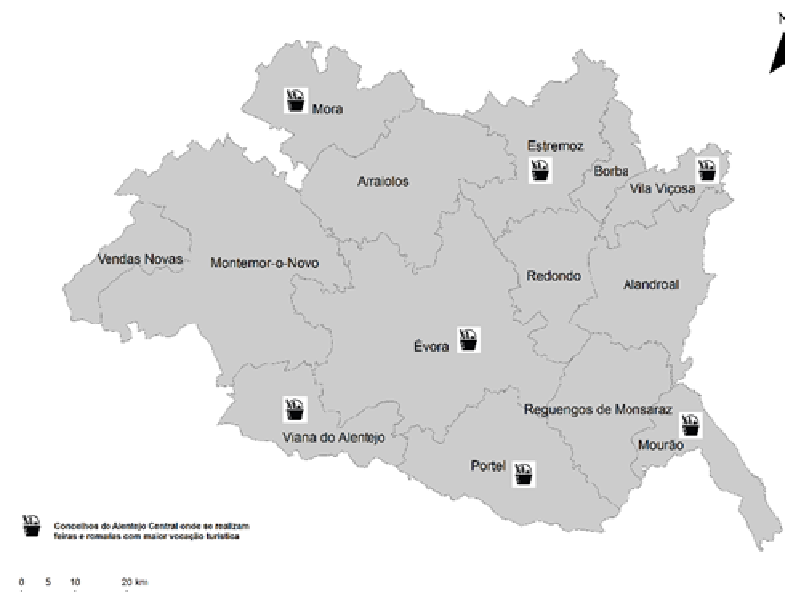 N
Mora
Estremoz
Borba
Arraiolos
Vila Viçosa
Vendas Novas
Montemor-o-Novo
Redondo
Alandroal
Évora
Reguengos de Monsaraz
Viana do Alentejo
Mourão
Portel
Concelhos do Alentejo Central onde se realizam
feiras e romarias com maior vocação turística
0 5 10 20 km